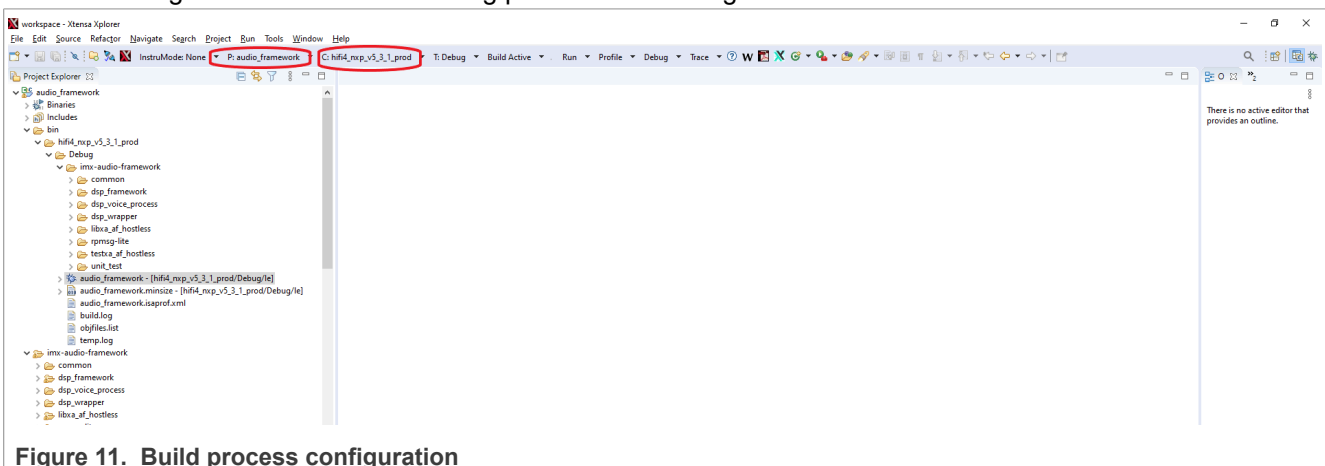 workspace - Xtensa Xplorer
File Edit Source Refactor Navigate Search Project Run Tools Window Help
InstruMode: None P: audio_framework C: hifi4_nxp_v5_3_1_prod T: Debug Build Active Run Profile Debug Trace
Project Explorer
audio_framework
Binaries
Includes
bin
hifi4_nxp_v5_3_1_prod
Debug
imx-audio-framework
common
dsp_framework
dsp_voice_process
dsp_wrapper
libxa_af_hostless
rpmsg-lite
testxa_af_hostless
unit_test
audio_framework - [hifi4_nxp_v5_3_1_prod/Debug/le]
audio_framework.minsize - [hifi4_nxp_v5_3_1_prod/Debug/le]
audio_framework.isaprof.xml
build.log
objfiles.list
temp.log
imx-audio-framework
common
dsp_framework
dsp_voice_process
dsp_wrapper
libxa_af_hostless
O
2
There is no active editor that
provides an outline.
Figure 11. Build process configuration